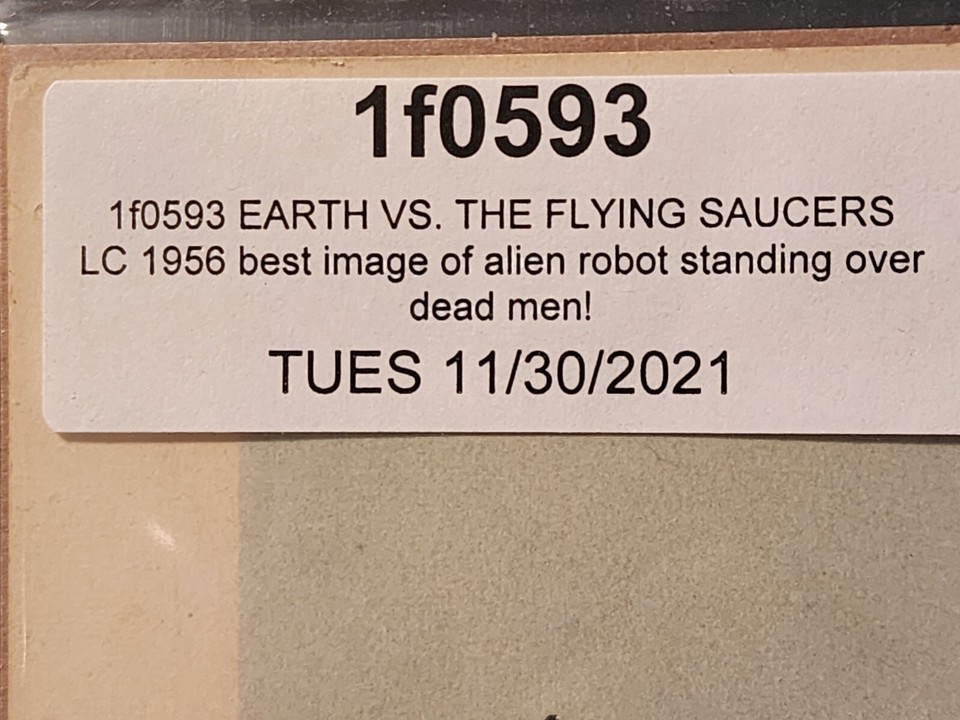 1f0593
1f0593 EARTH VS. THE FLYING SAUCERS
LC 1956 best image of alien robot standing over
dead men!
TUES 11/30/2021